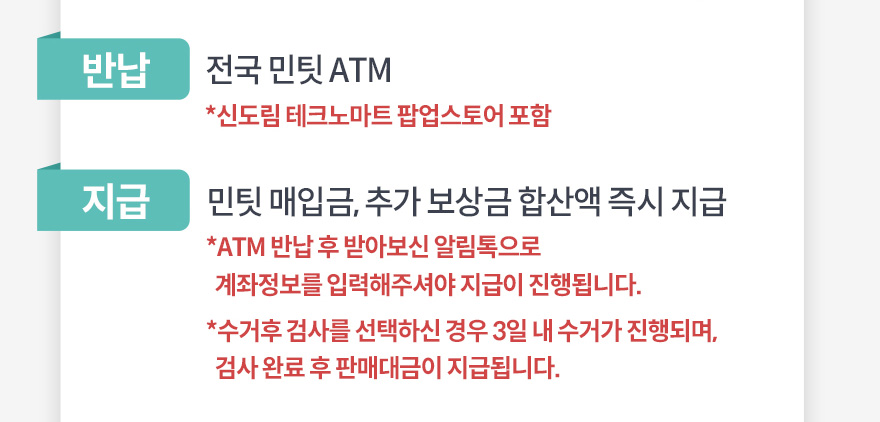 반납
전국 민팃 ATM
*신도림 테크노마트 팝업스토어 포함
지급
민팃 매입금, 추가 보상금 합산액 즉시 지급
*ATM 반납 후 받아보신 알림톡으로
계좌정보를 입력해주셔야 지급이 진행됩니다.
*수거후 검사를 선택하신 경우 3일 내 수거가 진행되며,
검사 완료 후 판매대금이 지급됩니다.